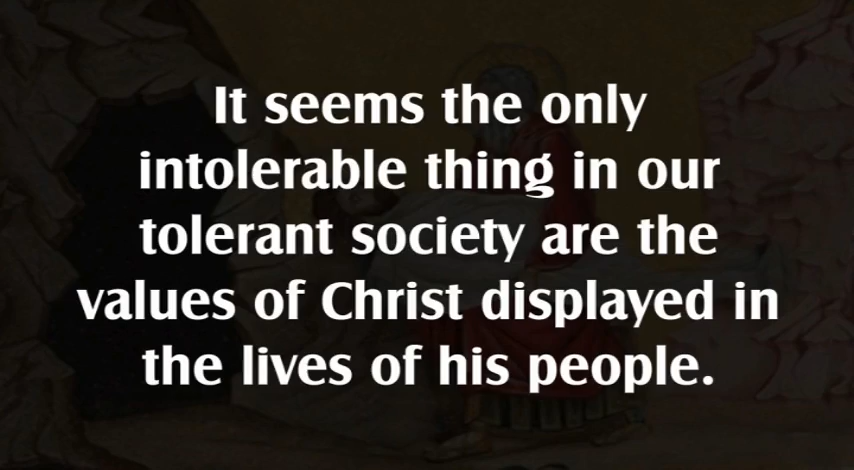 It seems the only
intolerable thing in our
tolerant society are the
values of Christ displayed in
the lives of his people.